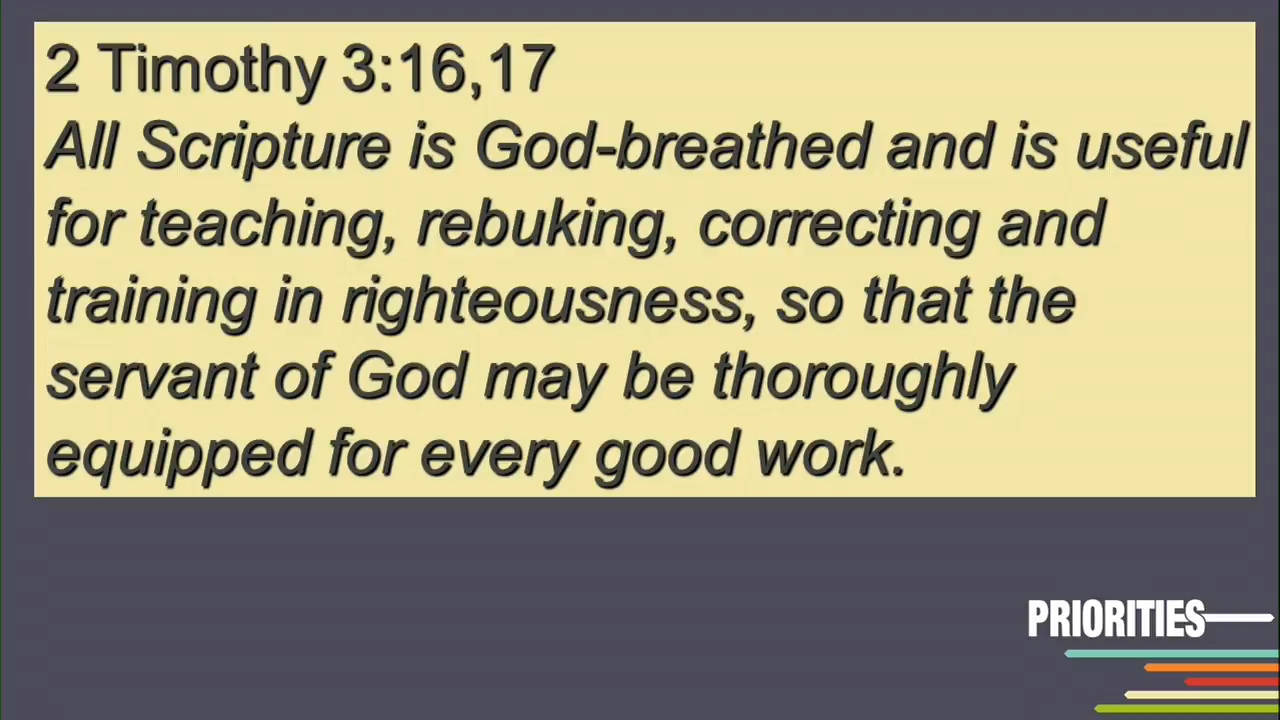 2 Timothy 3:16,17
All Scripture is God-breathed and is useful
for teaching, rebuking, correcting and
training in righteousness, so that the
servant of God may be thoroughly
equipped for every good work.
PRIORITIES